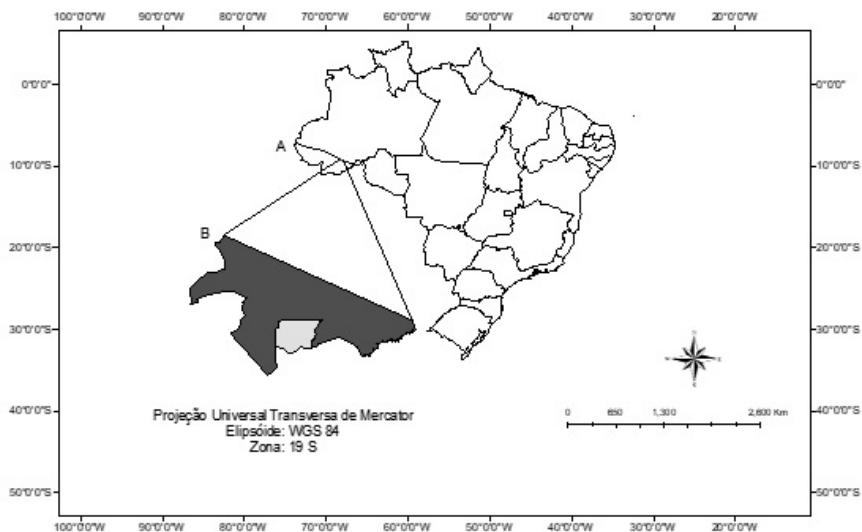 100°0'0"W 90°0'0"W 80°0'0"W 70°0'0"W 60°0'0"W 50°0'0"W 40°0'0"W 30°0'0"W 20°0'0"W
0°0'0" 0°0'0"
A
10°0'0"S 10°0'0"S
B
20°0'0"S 20°0'0"S
30°0'0"S 30°0'0"S
0 650 1,300 2,600 Km
40°0'0"S 40°0'0"S
Projeção Universal Transversa de Mercator
Elipsóide: WGS 84
Zona: 19 S
50°0'0"S 50°0'0"S
100°0'0"W 90°0'0"W 80°0'0"W 70°0'0"W 60°0'0"W 50°0'0"W 40°0'0"W 30°0'0"W 20°0'0"W